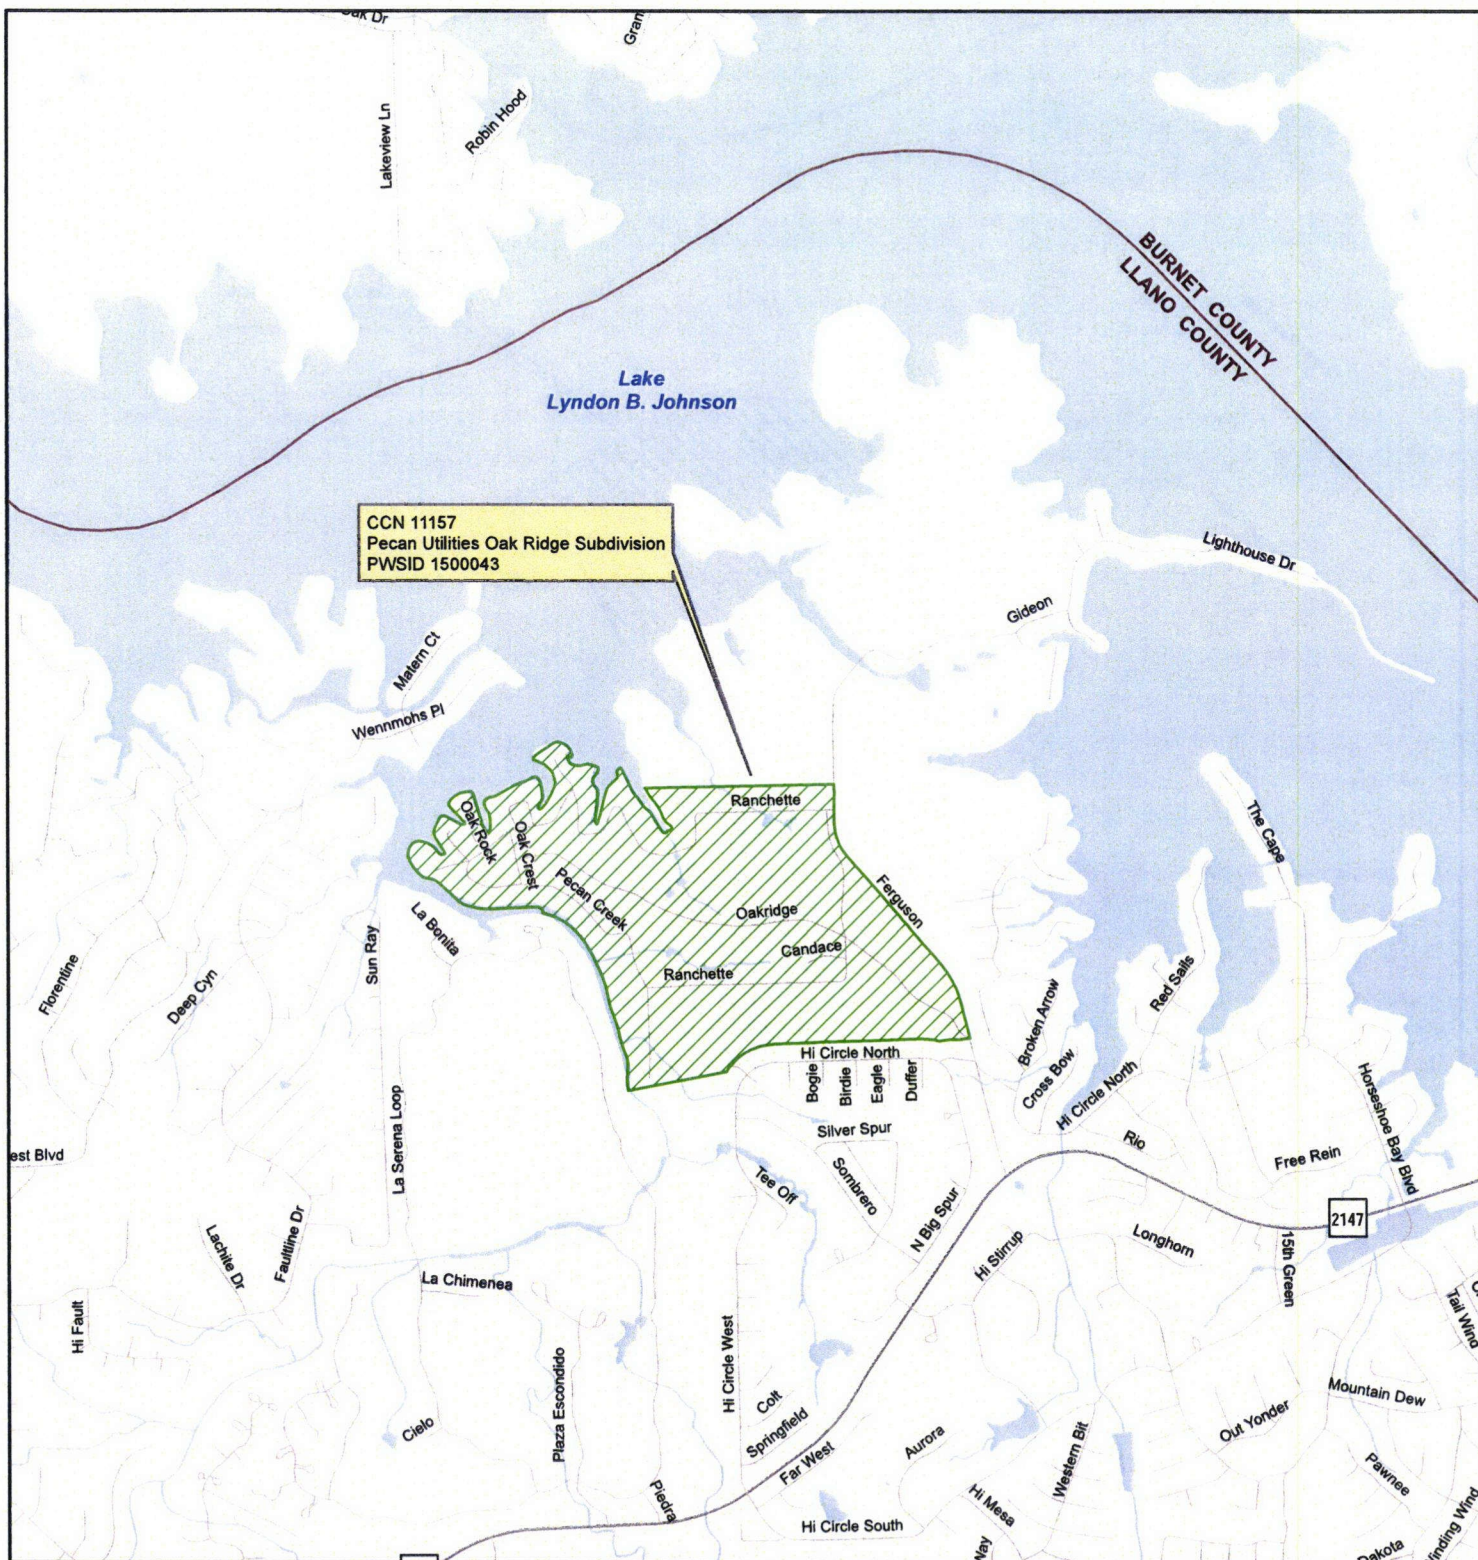 Lakeview Ln
Robin Hood
BURNET COUNTY
LLANO COUNTY
Lake
Lyndon B. Johnson
CCN 11157
Pecan Utilities Oak Ridge Subdivision
PWSID 1500043
Lighthouse Dr
Gideon
Matern Ct
Wennmohs Pl
Ranchette
The Cape
Oak Rock
Oak Crest
Pecan Creek
Ferguson
Oakridge
La Bonita
Sun Ray
Candace
Ranchette
Florentine
Deep Cyn
Red Sails
Broken Arrow
Hi Circle North
Cross Bow
Bogie
Birdie
Eagle
Duffer
Hi Circle North
Horseshoe Bay Blvd
La Serena Loop
Silver Spur
Rio
est Blvd
Free Rein
Tee Off
Sombrero
N Big Spur
2147
Lachite Dr
Faultline Dr
Hi Stirrup
Longhorn
15th Green
La Chimenea
Hi Fault
Tail Wind
Hi Circle West
Plaza Escondido
Colt
Mountain Dew
Cielo
Springfield
Out Yonder
Aurora
Far West
Western Bit
Pawnee
Piedra
Hi Mesa
Hi Circle South
Way
Dakota
inding Wind